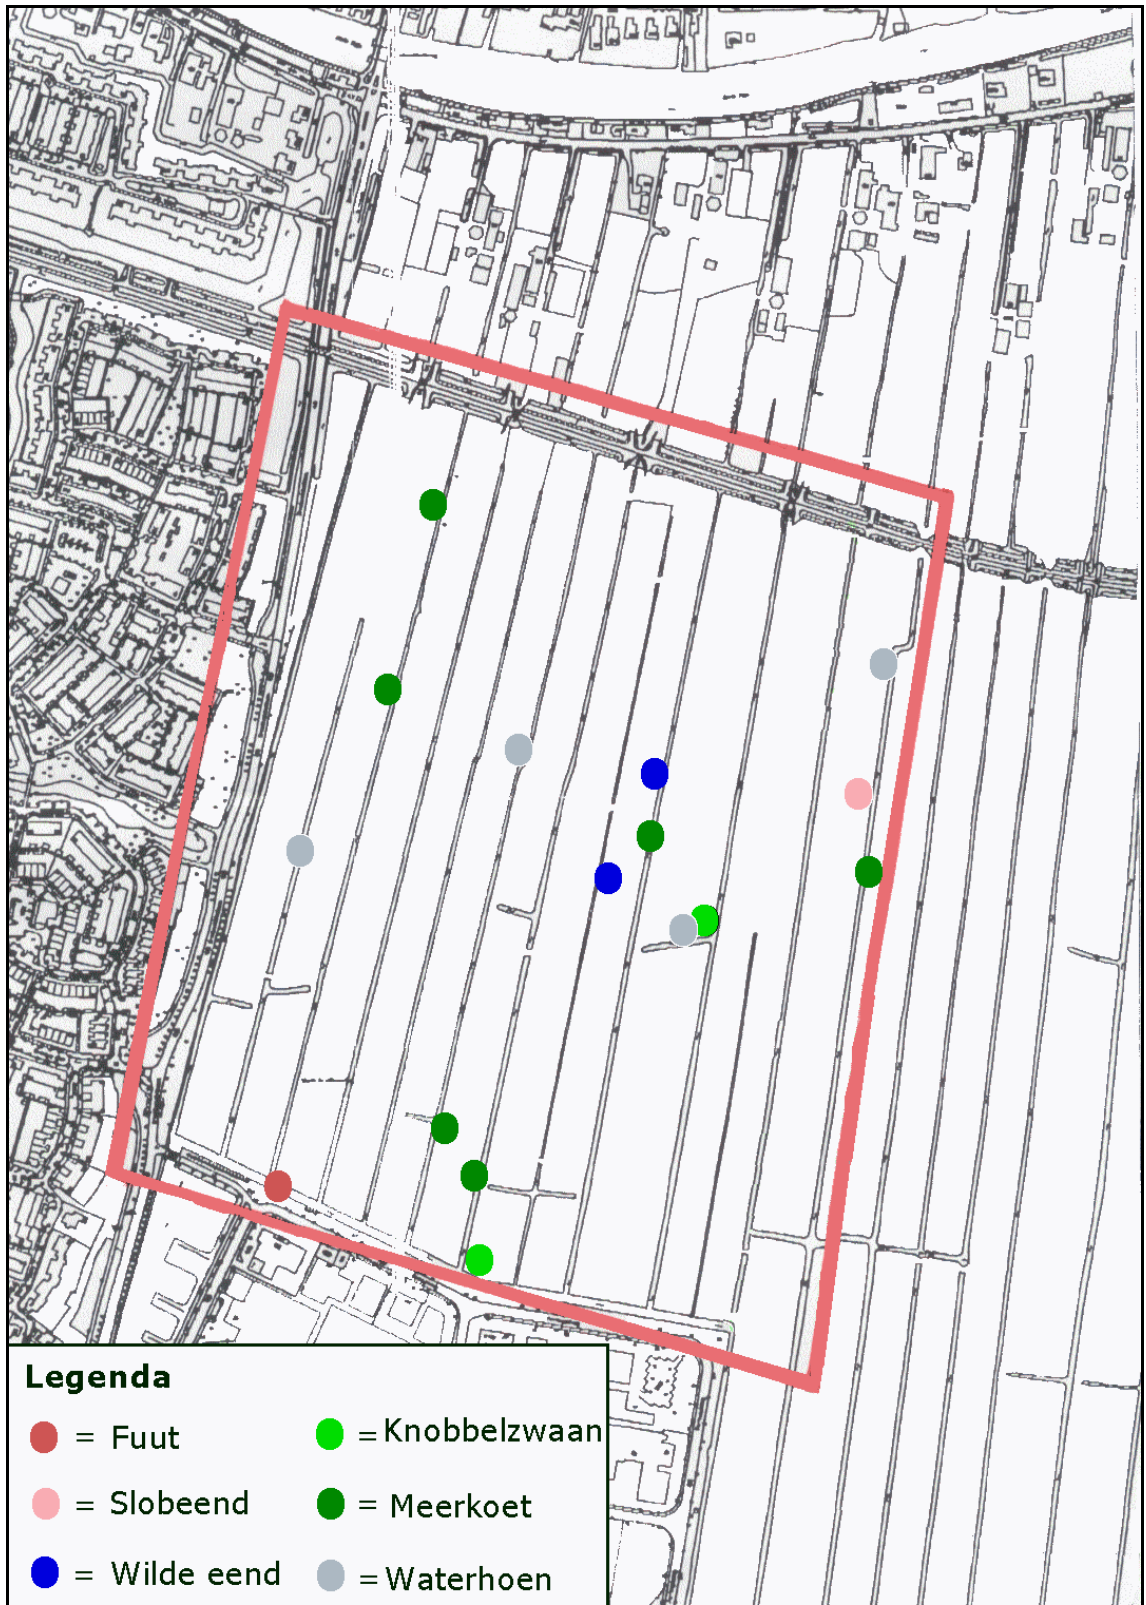 Legenda
= Fuut
= Knobbelzwaan
= Slobeend
= Meerkoet
= Wilde eend
= Waterhoen